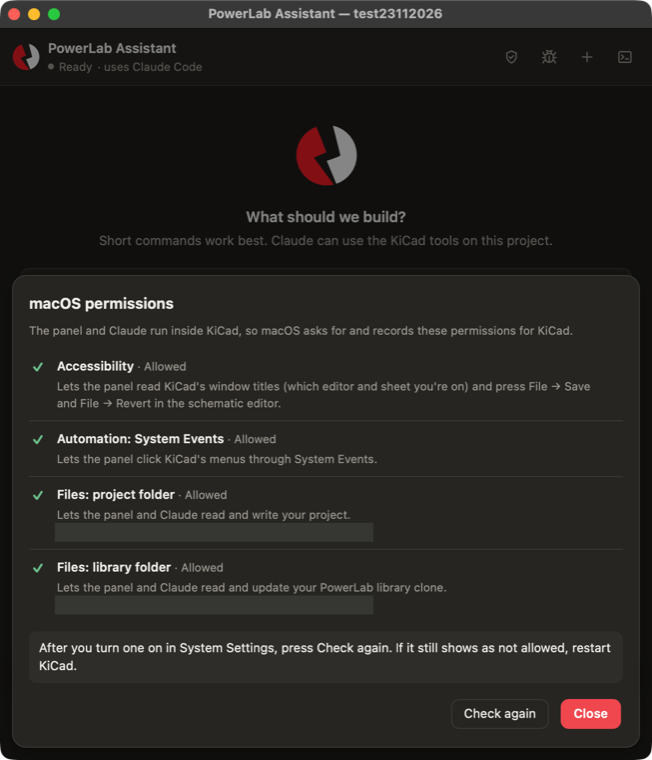 PowerLab Assistant — test23112026
PowerLab Assistant
Ready · uses Claude Code
What should we build?
Short commands work best. Claude can use the KiCad tools on this project.
macOS permissions
The panel and Claude run inside KiCad, so macOS asks for and records these permissions for KiCad.
Accessibility · Allowed
Lets the panel read KiCad's window titles (which editor and sheet you're on) and press File → Save
and File → Revert in the schematic editor.
Automation: System Events · Allowed
Lets the panel click KiCad's menus through System Events.
Files: project folder · Allowed
Lets the panel and Claude read and write your project.
Files: library folder · Allowed
Lets the panel and Claude read and update your PowerLab library clone.
After you turn one on in System Settings, press Check again. If it still shows as not allowed, restart
KiCad.
Check again
Close